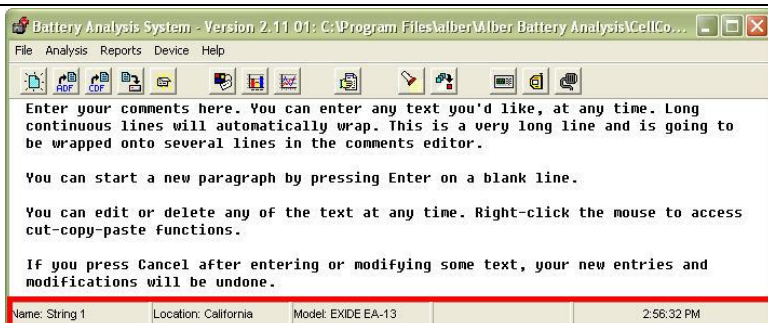 Battery Analysis System - Version 2.11 01: C:\Program Files\alber\Alber Battery Analysis\CellCo...
File Analysis Reports Device Help
ADF CDF
Enter your comments here. You can enter any text you'd like, at any time. Long
continuous lines will automatically wrap. This is a very long line and is going to
be wrapped onto several lines in the comments editor.
You can start a new paragraph by pressing Enter on a blank line.
You can edit or delete any of the text at any time. Right-click the mouse to access
cut-copy-paste functions.
If you press Cancel after entering or modifying some text, your new entries and
modifications will be undone.
Name: String 1 Location: California Model: EXIDE EA-13 2:56:32 PM